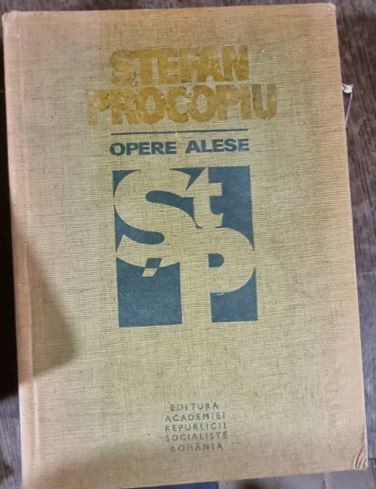 ȘTEFAN
PROCOPIU
OPERE ALESE
Șt
P
EDITURA
ACADEMIEI
REPUBLICII
SOCIALISTE
ROMÂNIA